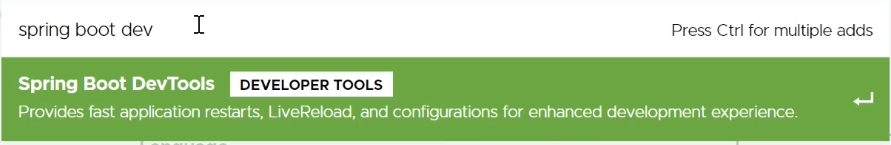 spring boot dev Press Ctrl for multiple adds
Spring Boot DevTools DEVELOPER TOOLS
Provides fast application restarts, LiveReload, and configurations for enhanced development experience.